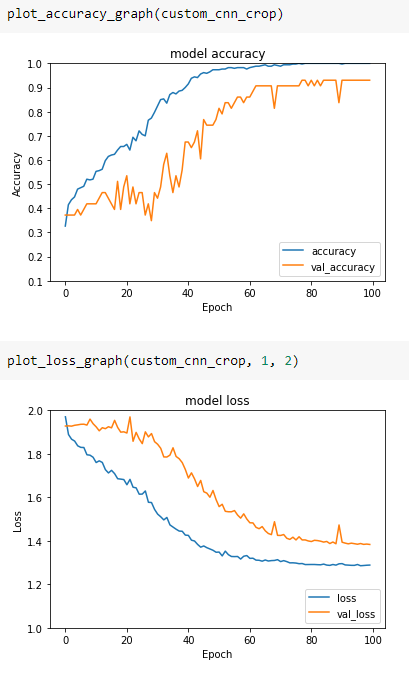 plot_accuracy_graph(custom_cnn_crop)
model accuracy
1.0
0.9
0.8
0.7
0.6
0.5
0.4
0.3
0.2
0.1
Accuracy
0 20 40 60 80 100
Epoch
accuracy
val_accuracy
plot_loss_graph(custom_cnn_crop, 1, 2)
model loss
2.0
1.8
1.6
1.4
1.2
1.0
Loss
0 20 40 60 80 100
Epoch
loss
val_loss